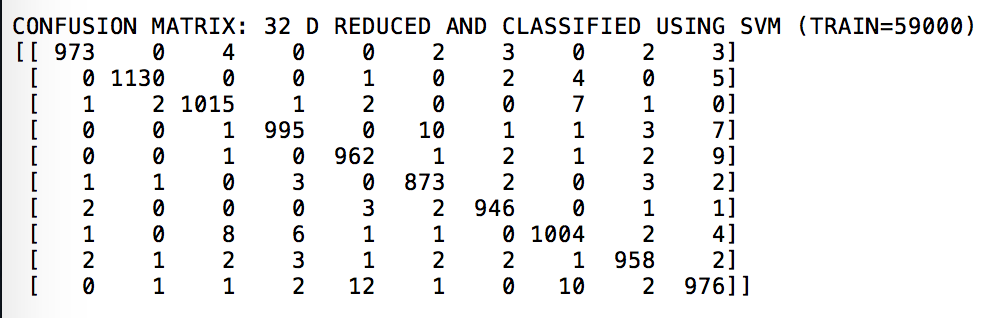 CONFUSION MATRIX: 32 D REDUCED AND CLASSIFIED USING SVM (TRAIN=59000)
[[ 973 0 4 0 0 2 3 0 2 3]
[ 0 1130 0 0 1 0 2 4 0 5]
[ 1 2 1015 1 2 0 0 7 1 0]
[ 0 0 1 995 0 10 1 1 3 7]
[ 0 0 1 0 962 1 2 1 2 9]
[ 1 1 0 3 0 873 2 0 3 2]
[ 2 0 0 0 3 2 946 0 1 1]
[ 1 0 8 6 1 1 0 1004 2 4]
[ 2 1 2 3 1 2 2 1 958 2]
[ 0 1 1 2 12 1 0 10 2 976]]